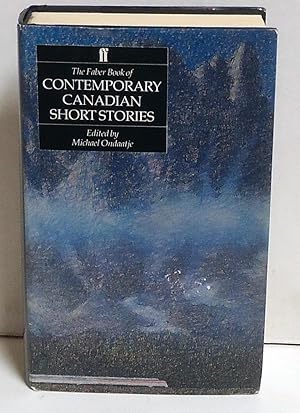 ff
The Faber Book of
CONTEMPORARY
CANADIAN
SHORT STORIES
Edited by
Michael Ondaatje